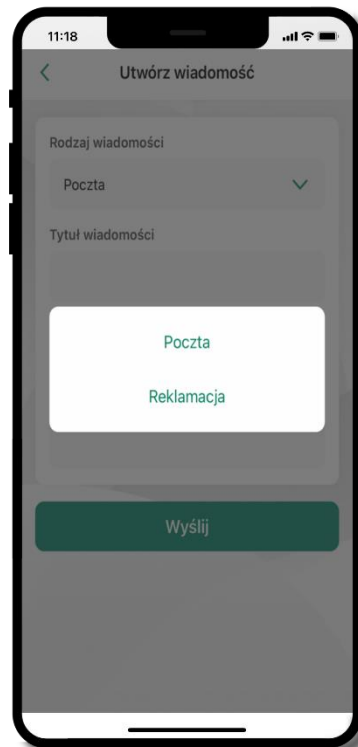 11:18
Utwórz wiadomość
Rodzaj wiadomości
Poczta
Tytuł wiadomości
Poczta
Reklamacja
Wyślij